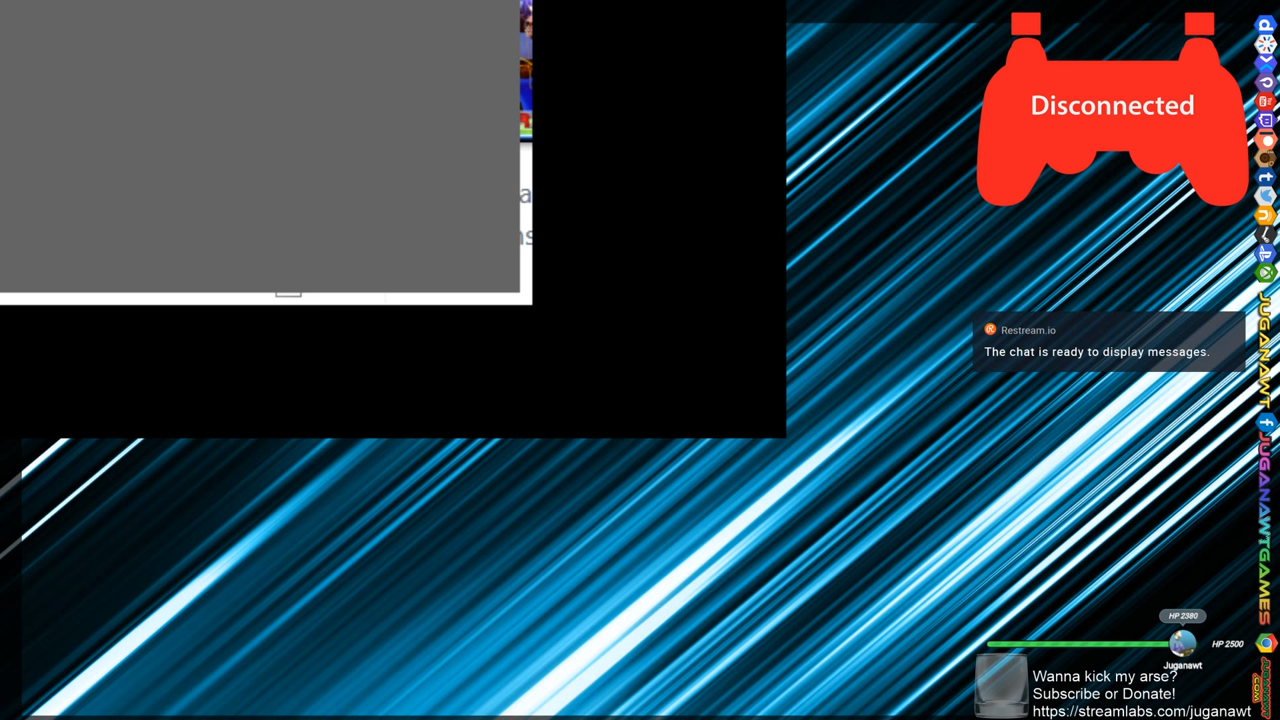 Disconnected
Restream.io
The chat is ready to display messages.
JUGANAWT
JUGANAWTGAMES
HP 2380
HP 2500
Juganawt
Wanna kick my arse?
Subscribe or Donate!
https://streamlabs.com/juganawt